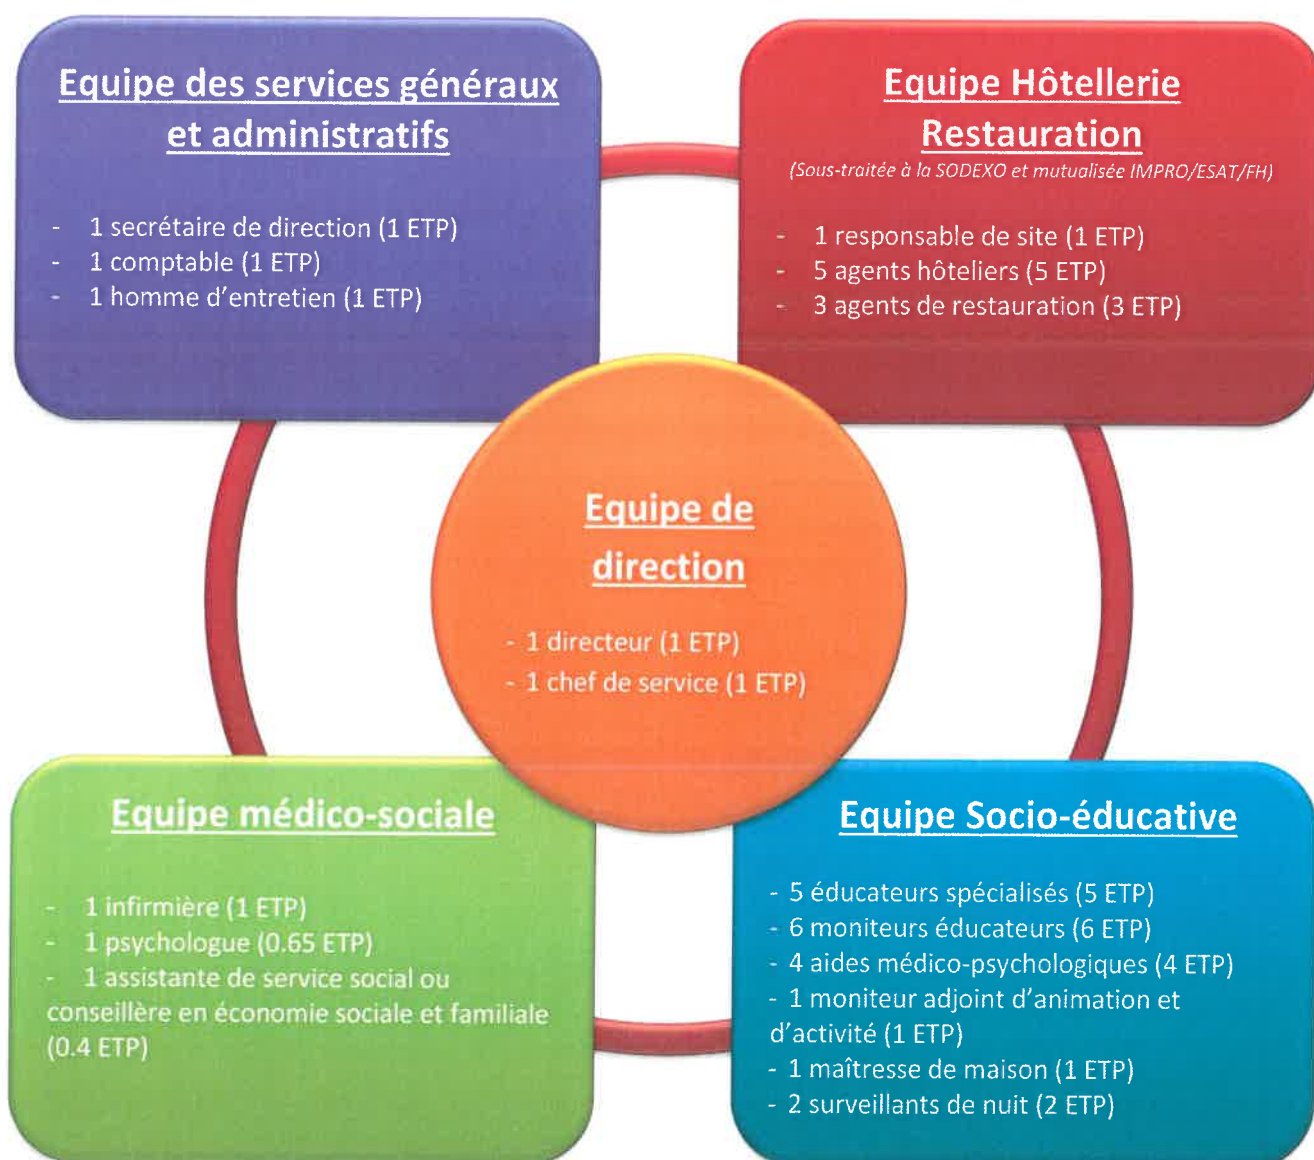 Equipe des services généraux
et administratifs
- 1 secrétaire de direction (1 ETP)
- 1 comptable (1 ETP)
- 1 homme d'entretien (1 ETP)
Equipe Hôtellerie
Restauration
(Sous-traitée à la SODEXO et mutualisée IMPRO/ESAT/FH)
- 1 responsable de site (1 ETP)
- 5 agents hôteliers (5 ETP)
- 3 agents de restauration (3 ETP)
Equipe de
direction
- 1 directeur (1 ETP)
- 1 chef de service (1 ETP)
Equipe médico-sociale
- 1 infirmière (1 ETP)
- 1 psychologue (0.65 ETP)
- 1 assistante de service social ou
conseillère en économie sociale et familiale
(0.4 ETP)
Equipe Socio-éducative
- 5 éducateurs spécialisés (5 ETP)
- 6 moniteurs éducateurs (6 ETP)
- 4 aides médico-psychologiques (4 ETP)
- 1 moniteur adjoint d'animation et
d'activité (1 ETP)
- 1 maîtresse de maison (1 ETP)
- 2 surveillants de nuit (2 ETP)